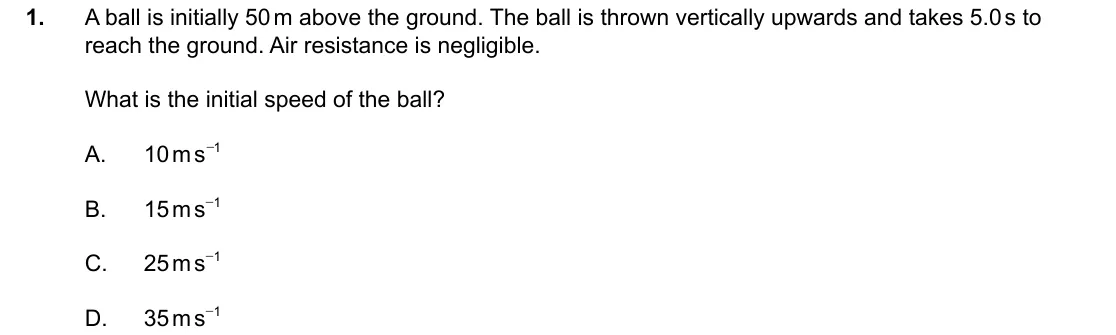 1. A ball is initially 50 m above the ground. The ball is thrown vertically upwards and takes 5.0 s to
reach the ground. Air resistance is negligible.
What is the initial speed of the ball?
A. 10 m s⁻¹
B. 15 m s⁻¹
C. 25 m s⁻¹
D. 35 m s⁻¹